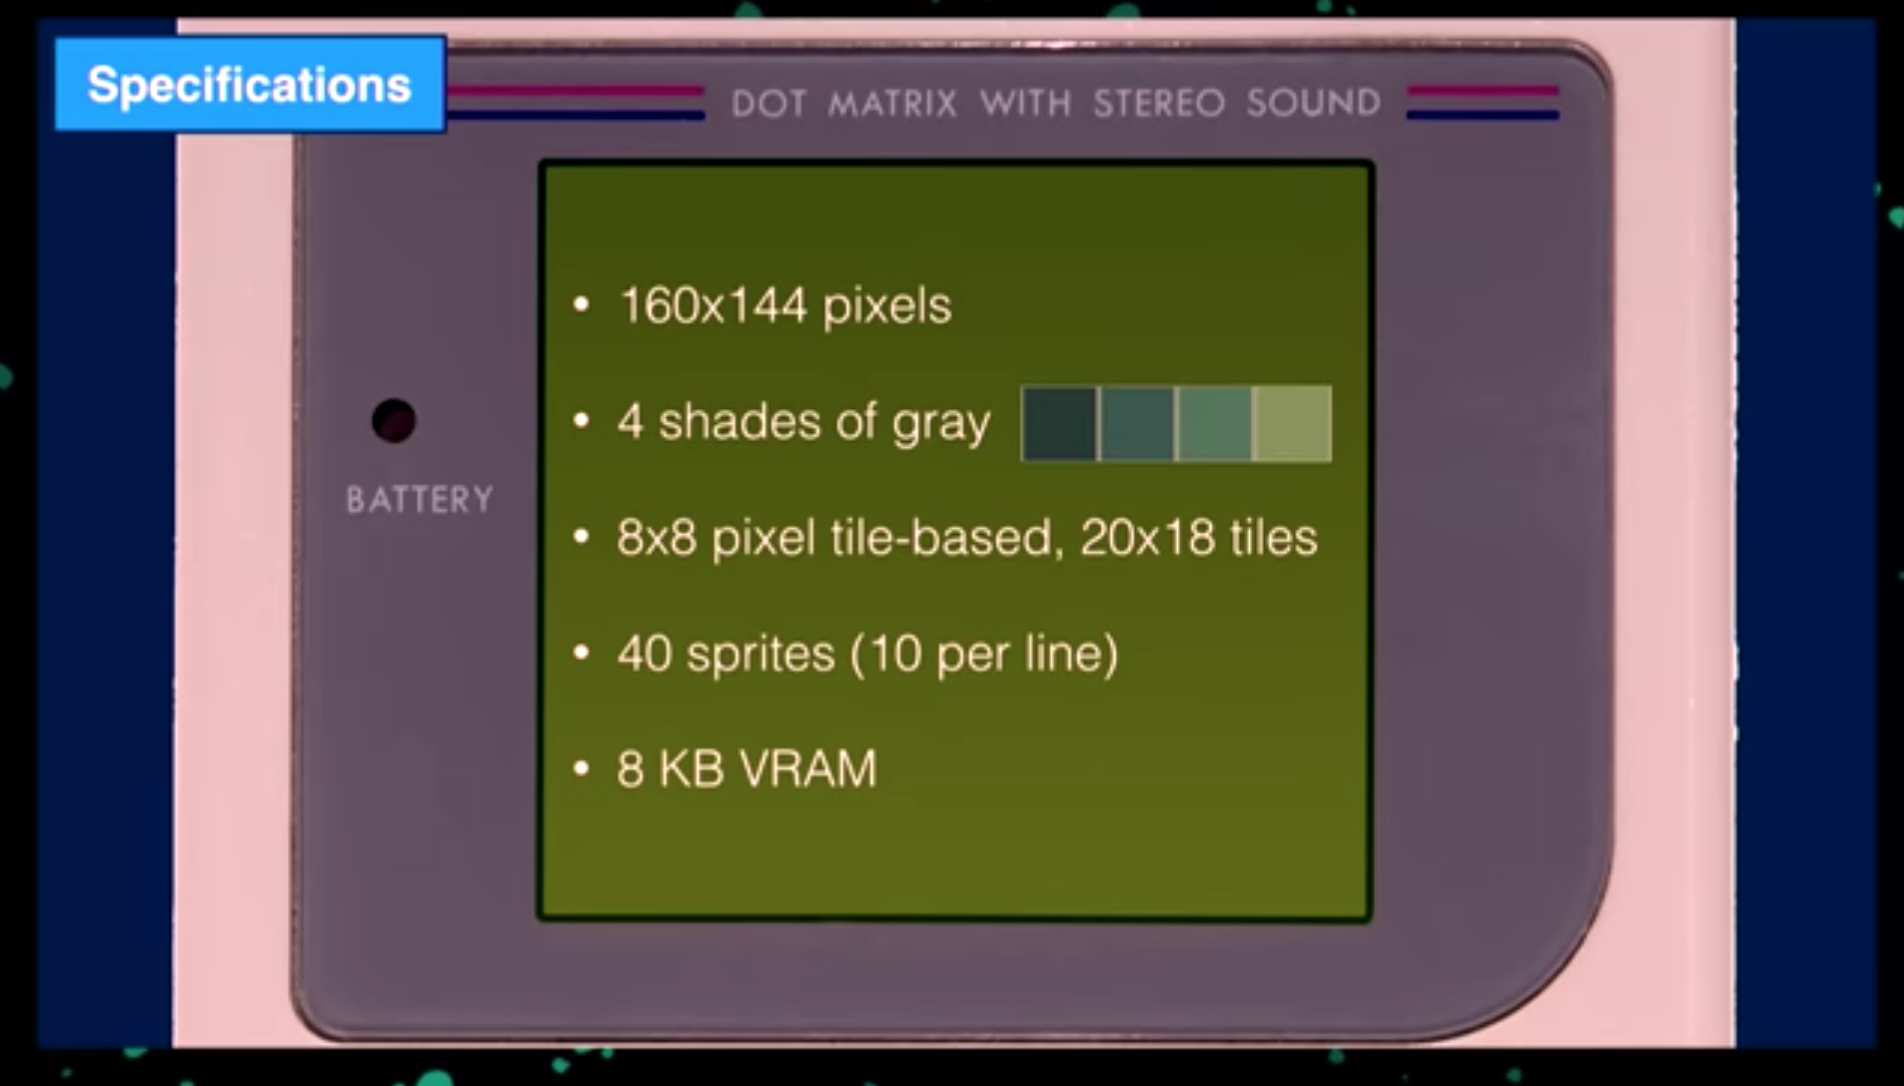 Specifications
DOT MATRIX WITH STEREO SOUND
• 160x144 pixels
• 4 shades of gray
BATTERY
• 8x8 pixel tile-based, 20x18 tiles
• 40 sprites (10 per line)
• 8 KB VRAM